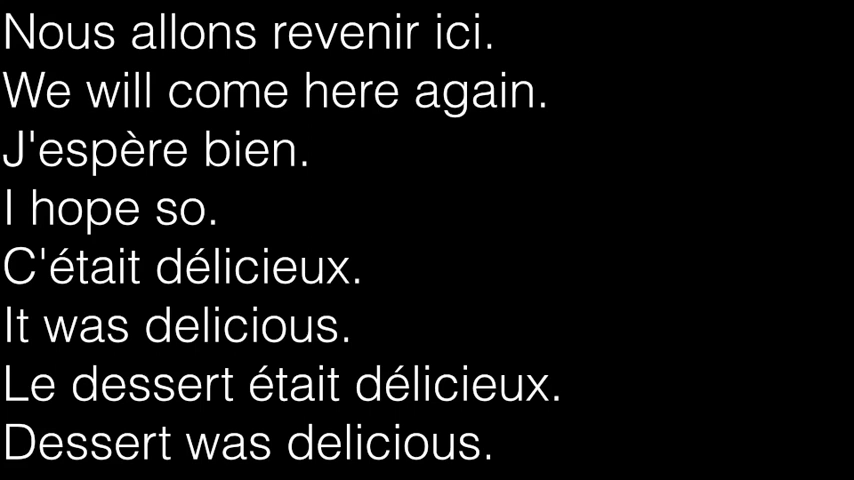 Nous allons revenir ici.
We will come here again.
J'espère bien.
I hope so.
C'était délicieux.
It was delicious.
Le dessert était délicieux.
Dessert was delicious.